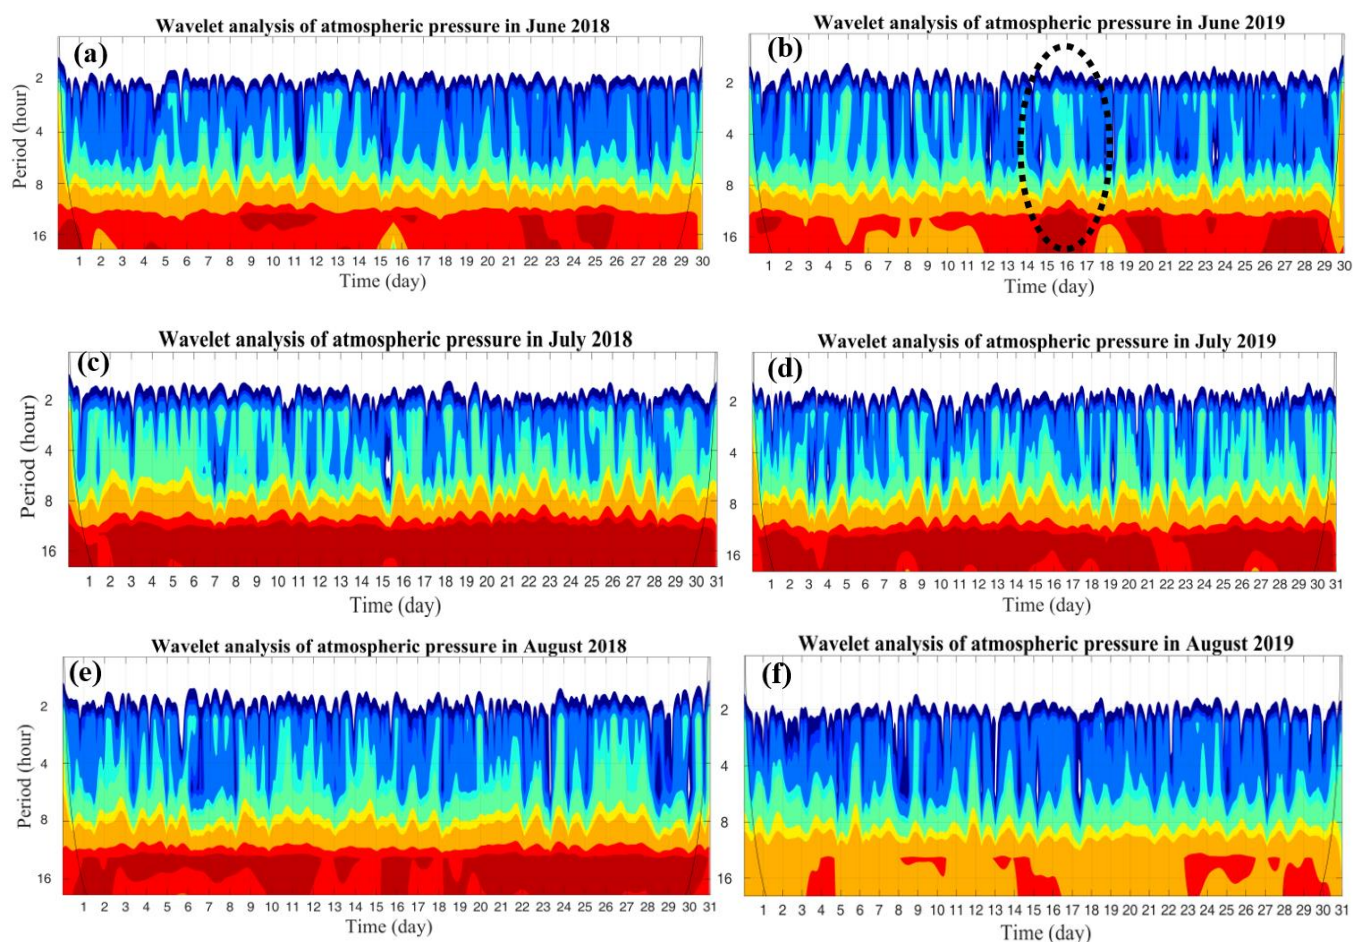 Wavelet analysis of atmospheric pressure in June 2018
(a)
Period (hour)
2
4
8
16
1 2 3 4 5 6 7 8 9 10 11 12 13 14 15 16 17 18 19 20 21 22 23 24 25 26 27 28 29 30
Time (day)
Wavelet analysis of atmospheric pressure in June 2019
(b)
2
4
8
16
1 2 3 4 5 6 7 8 9 10 11 12 13 14 15 16 17 18 19 20 21 22 23 24 25 26 27 28 29 30
Time (day)
Wavelet analysis of atmospheric pressure in July 2018
(c)
Period (hour)
2
4
8
16
1 2 3 4 5 6 7 8 9 10 11 12 13 14 15 16 17 18 19 20 21 22 23 24 25 26 27 28 29 30 31
Time (day)
Wavelet analysis of atmospheric pressure in July 2019
(d)
2
4
8
16
1 2 3 4 5 6 7 8 9 10 11 12 13 14 15 16 17 18 19 20 21 22 23 24 25 26 27 28 29 30 31
Time (day)
Wavelet analysis of atmospheric pressure in August 2018
(e)
Period (hour)
2
4
8
16
1 2 3 4 5 6 7 8 9 10 11 12 13 14 15 16 17 18 19 20 21 22 23 24 25 26 27 28 29 30 31
Time (day)
Wavelet analysis of atmospheric pressure in August 2019
(f)
2
4
8
16
1 2 3 4 5 6 7 8 9 10 11 12 13 14 15 16 17 18 19 20 21 22 23 24 25 26 27 28 29 30 31
Time (day)